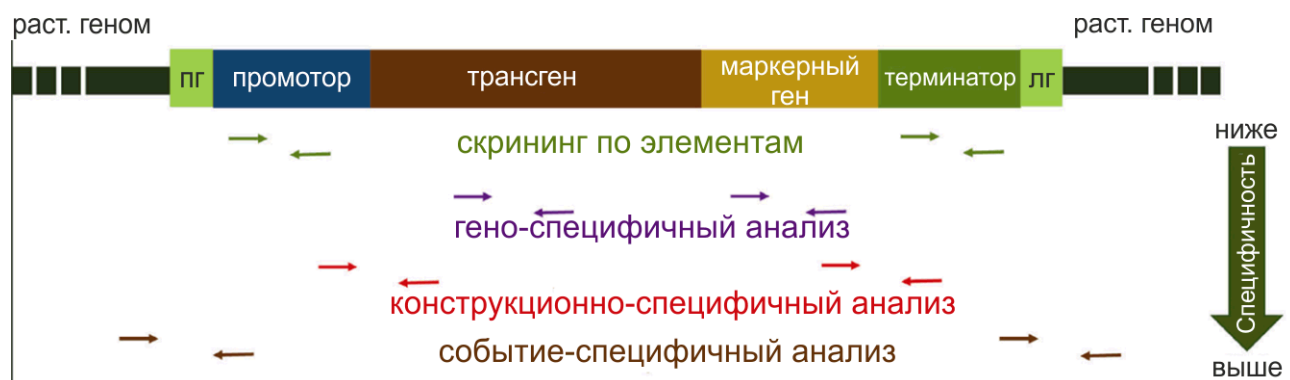 раст. геном
раст. геном
пг
промотор
трансген
маркерный
ген
терминатор
лг
скрининг по элементам
ниже
Специфичность
гено-специфичный анализ
конструкционно-специфичный анализ
событие-специфичный анализ
выше